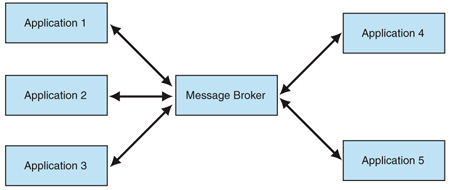 Application 1
Application 2
Application 3
Message Broker
Application 4
Application 5